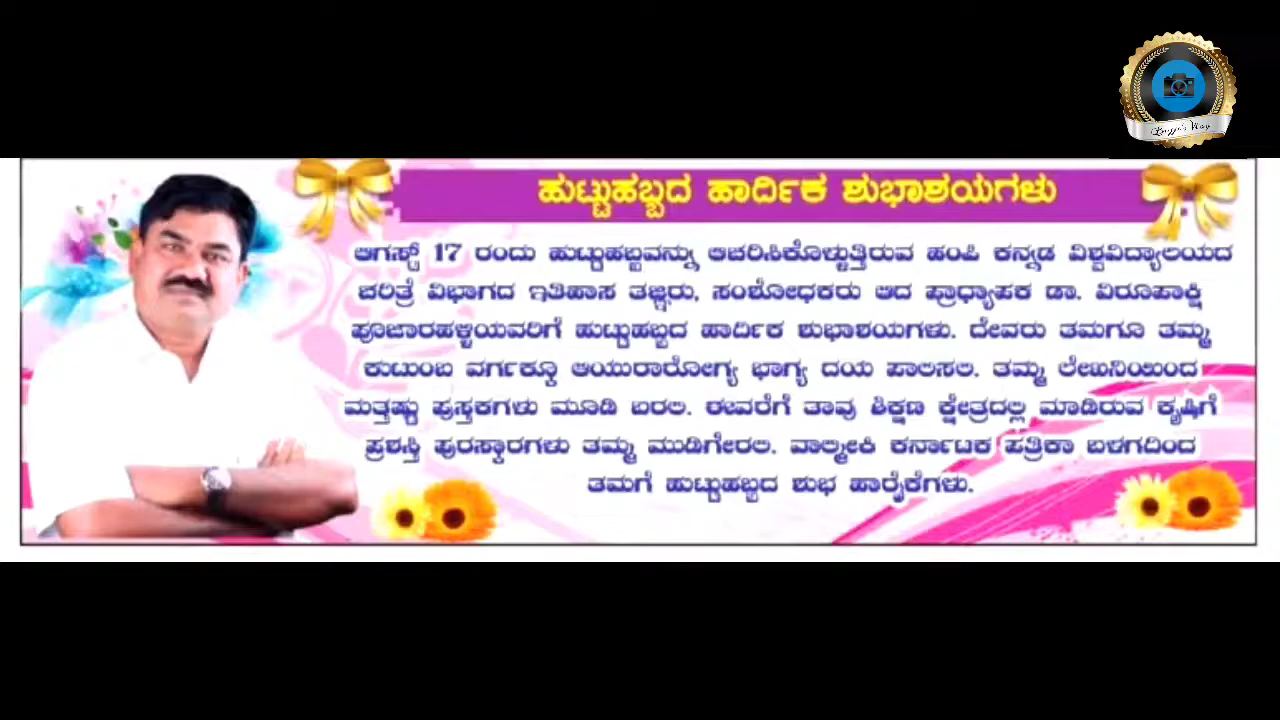 Lingga's Vlog
ಹುಟ್ಟುಹಬ್ಬದ ಹಾರ್ದಿಕ ಶುಭಾಶಯಗಳು
ಆಗಸ್ಟ್ 17 ರಂದು ಹುಟ್ಟುಹಬ್ಬವನ್ನು ಆಚರಿಸಿಕೊಳ್ಳುತ್ತಿರುವ ಹಂಪಿ ಕನ್ನಡ ವಿಶ್ವವಿದ್ಯಾಲಯದ
ಚರಿತ್ರೆ ವಿಭಾಗದ ಇತಿಹಾಸ ತಜ್ಞರು, ಸಂಶೋಧಕರು ಆದ ಪ್ರಾಧ್ಯಾಪಕ ಡಾ. ವಿರೂಪಾಕ್ಷಿ
ಪೂಜಾರಹಳ್ಳಿಯವರಿಗೆ ಹುಟ್ಟುಹಬ್ಬದ ಹಾರ್ದಿಕ ಶುಭಾಶಯಗಳು. ದೇವರು ತಮಗೂ ತಮ್ಮ
ಕುಟುಂಬ ವರ್ಗಕ್ಕೂ ಆಯುರಾರೋಗ್ಯ ಭಾಗ್ಯ ದಯ ಪಾಲಿಸಲಿ. ತಮ್ಮ ಲೇಖನಿಯಿಂದ
ಮತ್ತಷ್ಟು ಪುಸ್ತಕಗಳು ಮೂಡಿ ಬರಲಿ. ಈವರೆಗೆ ತಾವು ಶಿಕ್ಷಣ ಕ್ಷೇತ್ರದಲ್ಲಿ ಮಾಡಿರುವ ಕೃಷಿಗೆ
ಪ್ರಶಸ್ತಿ ಪುರಸ್ಕಾರಗಳು ತಮ್ಮ ಮುಡಿಗೇರಲಿ. ವಾಲ್ಮೀಕಿ ಕರ್ನಾಟಕ ಪತ್ರಿಕಾ ಬಳಗದಿಂದ
ತಮಗೆ ಹುಟ್ಟುಹಬ್ಬದ ಶುಭ ಹಾರೈಕೆಗಳು.